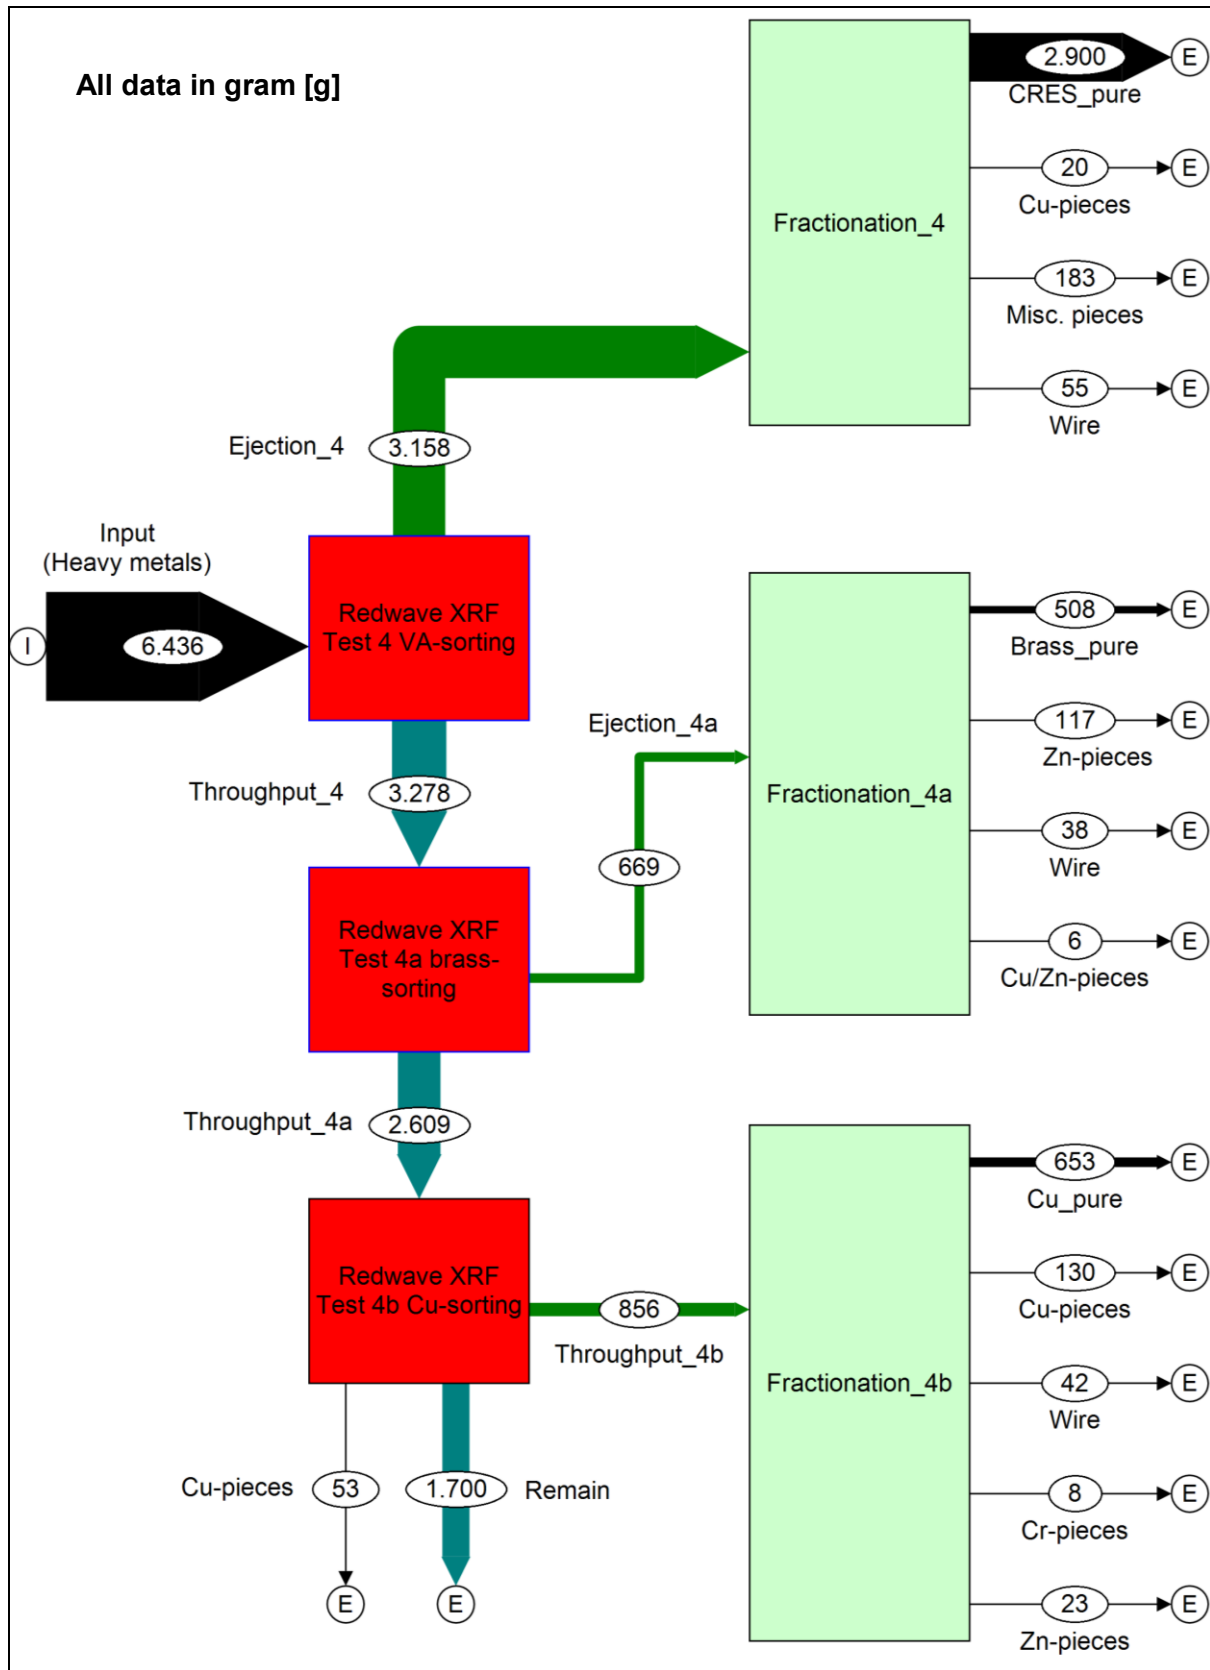 All data in gram [g]
2.900
E
CRES_pure
20
E
Cu-pieces
Fractionation_4
183
E
Misc. pieces
55
E
Wire
Ejection_4
3.158
Input
(Heavy metals)
I
6.436
Redwave XRF
Test 4 VA-sorting
508
E
Brass_pure
Ejection_4a
117
E
Zn-pieces
Throughput_4
3.278
Fractionation_4a
38
E
Wire
669
Redwave XRF
Test 4a brass-
sorting
6
E
Cu/Zn-pieces
Throughput_4a
2.609
653
E
Cu_pure
Redwave XRF
Test 4b Cu-sorting
130
E
Cu-pieces
856
Throughput_4b
Fractionation_4b
42
E
Wire
Cu-pieces
53
1.700
Remain
8
E
Cr-pieces
E
E
23
E
Zn-pieces